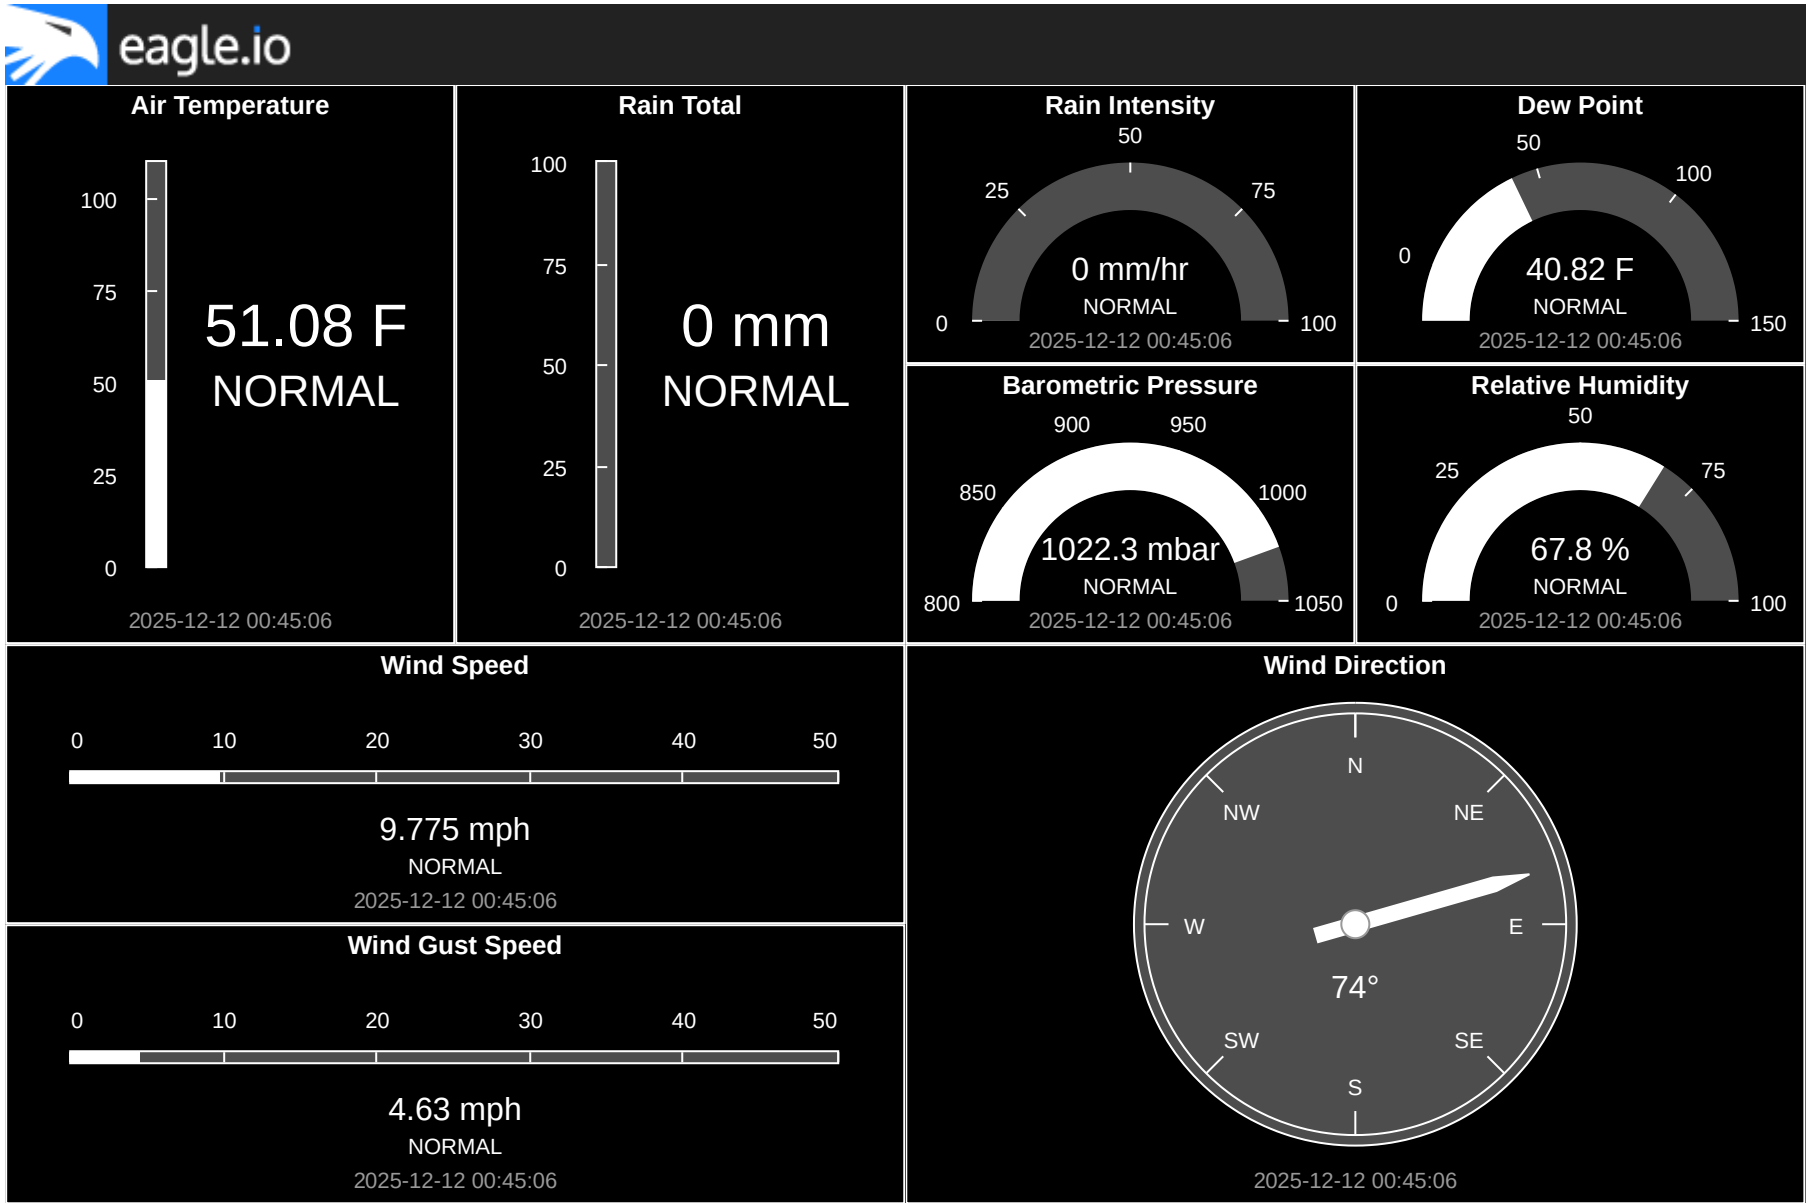 eagle.io
Air Temperature
100
75
50
25
0
51.08 F
NORMAL
2025-12-12 00:45:06
Rain Total
100
75
50
25
0
0 mm
NORMAL
2025-12-12 00:45:06
Rain Intensity
50
25
75
0
100
0 mm/hr
NORMAL
2025-12-12 00:45:06
Dew Point
50
100
0
150
40.82 F
NORMAL
2025-12-12 00:45:06
Barometric Pressure
900 950
850 1000
800 1050
1022.3 mbar
NORMAL
2025-12-12 00:45:06
Relative Humidity
50
25 75
0 100
67.8 %
NORMAL
2025-12-12 00:45:06
Wind Speed
0 10 20 30 40 50
9.775 mph
NORMAL
2025-12-12 00:45:06
Wind Gust Speed
0 10 20 30 40 50
4.63 mph
NORMAL
2025-12-12 00:45:06
Wind Direction
N
NW NE
W E
74°
SW SE
S
2025-12-12 00:45:06